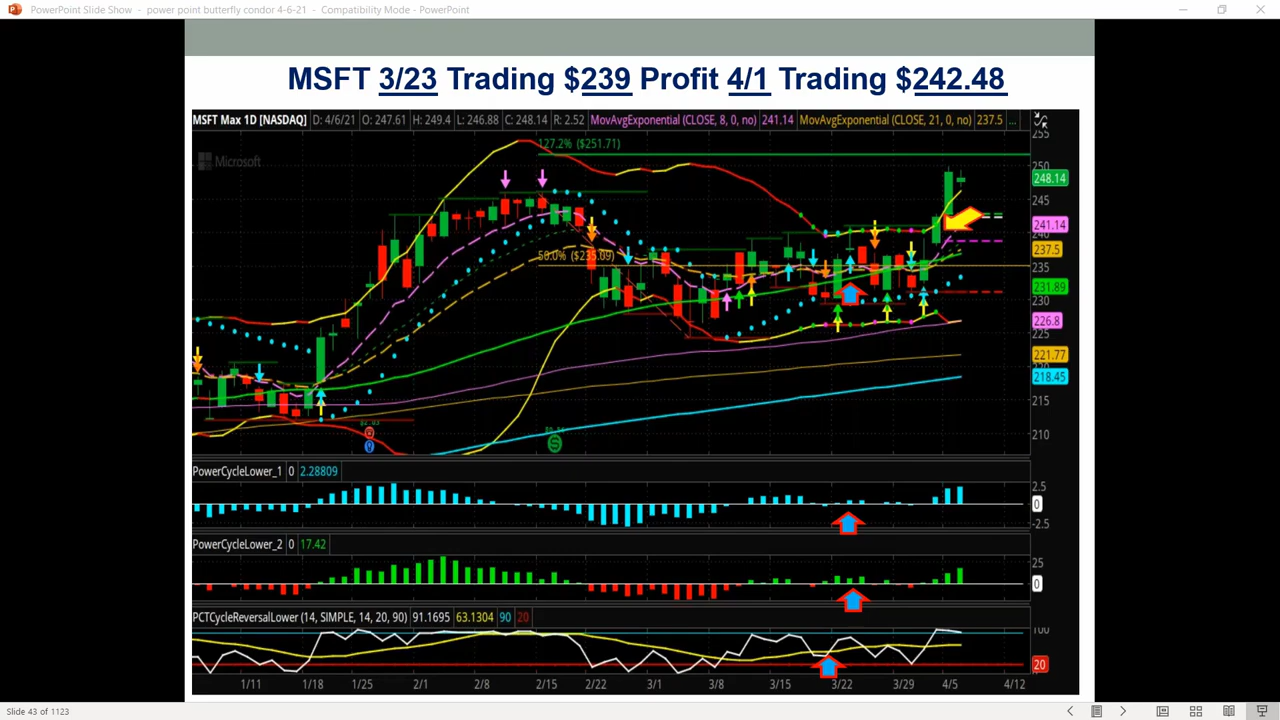 PowerPoint Slide Show - power point butterfly condor 4-6-21 - Compatibility Mode - PowerPoint
MSFT 3/23 Trading $239 Profit 4/1 Trading $242.48
MSFT Max 1D [NASDAQ] D: 4/6/21 O: 247.61 H: 249.4 L: 246.88 C: 248.14 R: 2.52 MovAvgExponential (CLOSE, 8, 0, no) 241.14 MovAvgExponential (CLOSE, 21, 0, no) 237.5 ...
Microsoft
127.2% ($251.71)
50.0% ($235.09)
255
250
248.14
245
241.14
240
237.5
235
231.89
230
226.8
225
221.77
218.45
215
210
PowerCycleLower_1 0 2.28809
2.5
0
-2.5
PowerCycleLower_2 0 17.42
25
0
PCTCycleReversalLower (14, SIMPLE, 14, 20, 90) 91.1695 63.1304 90 20
100
20
1/11 1/18 1/25 2/1 2/8 2/15 2/22 3/1 3/8 3/15 3/22 3/29 4/5 4/12
Slide 43 of 1123